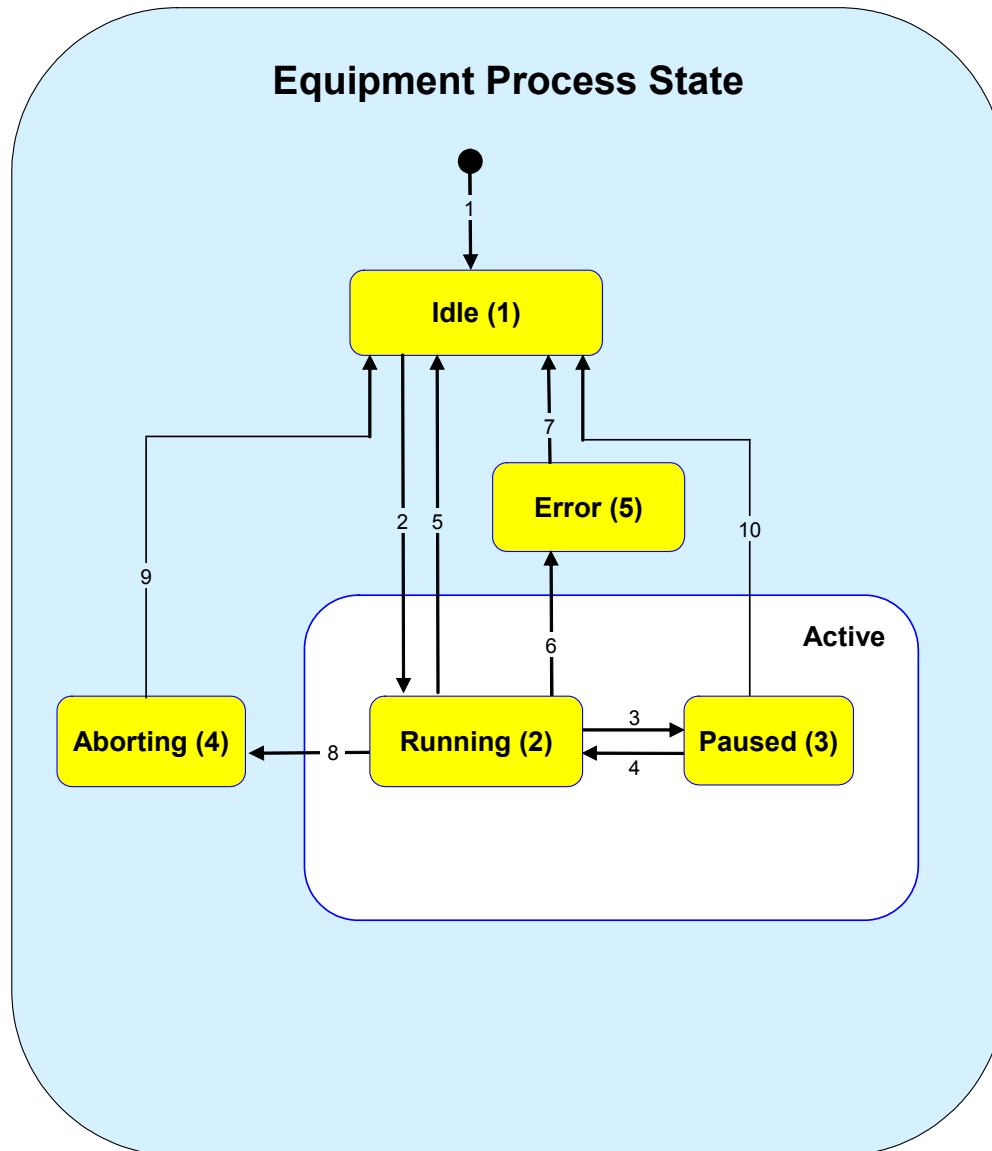 Equipment Process State
1
Idle (1)
7
Error (5)
2
5
10
9
Active
6
Aborting (4)
8
Running (2)
3
4
Paused (3)